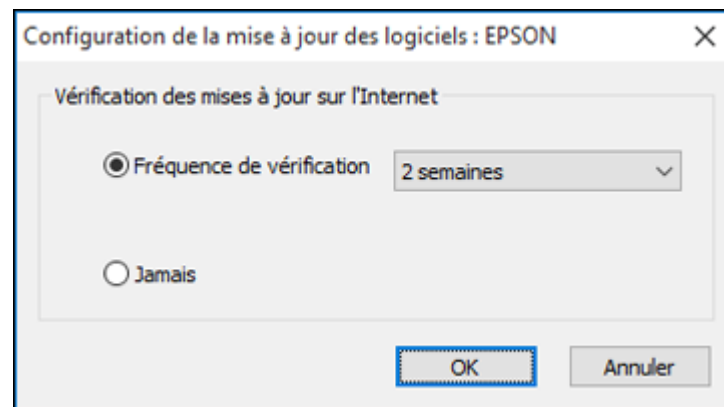 Configuration de la mise à jour des logiciels : EPSON
Vérification des mises à jour sur l'Internet
Fréquence de vérification 2 semaines
Jamais
OK Annuler